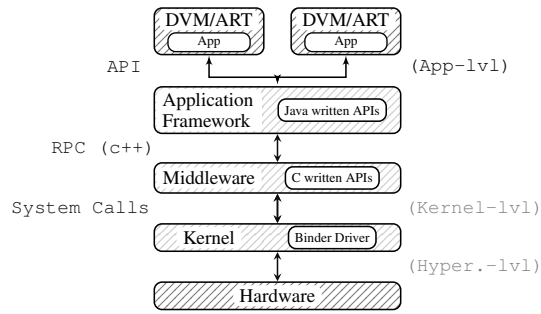 DVM/ART DVM/ART
App App
API (App-lvl)
Application
Framework Java written APIs
RPC (c++)
Middleware C written APIs
System Calls (Kernel-lvl)
Kernel Binder Driver
(Hyper.-lvl)
Hardware